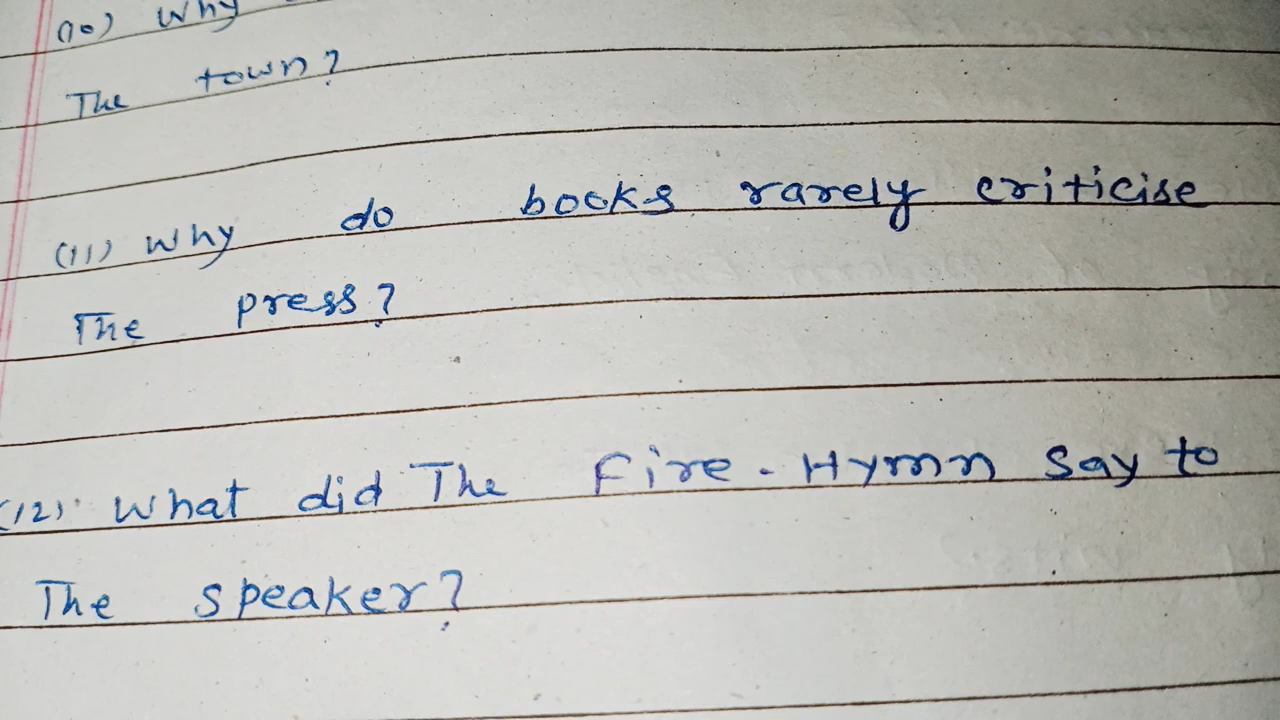 (10) Why
The town?
(11) Why do books rarely criticise
The press?
(12) What did The Fire-Hymn say to
The speaker?